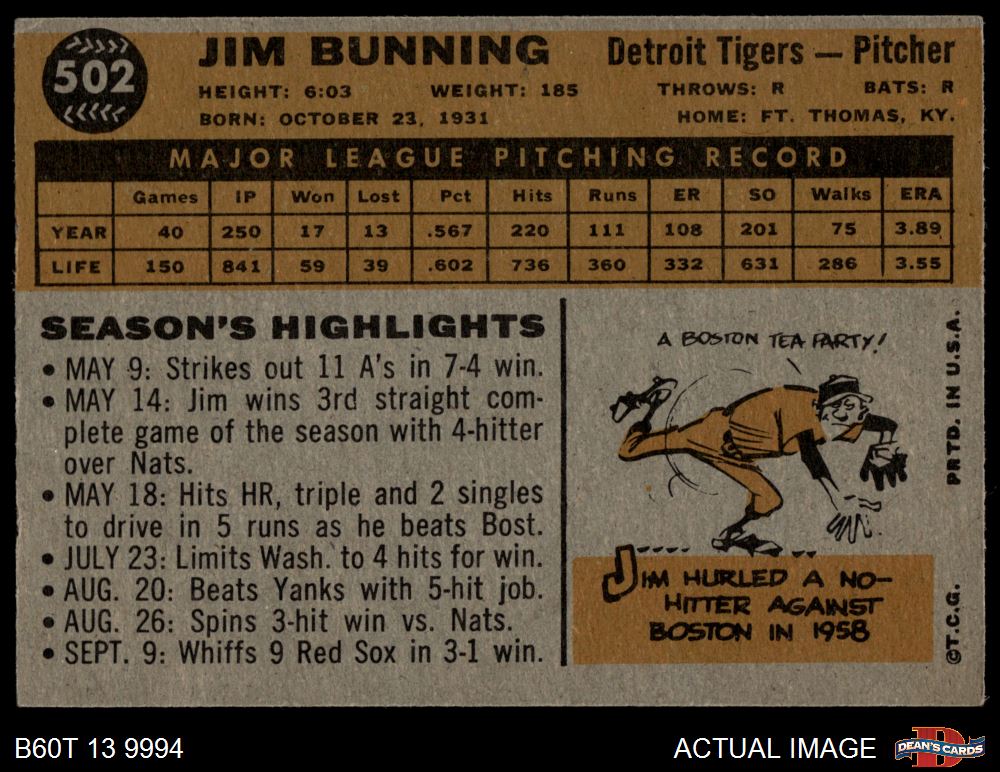 502
JIM BUNNING
Detroit Tigers — Pitcher
HEIGHT: 6:03 WEIGHT: 185 THROWS: R BATS: R
BORN: OCTOBER 23, 1931 HOME: FT. THOMAS, KY.
MAJOR LEAGUE PITCHING RECORD
Games IP Won Lost Pct Hits Runs ER SO Walks ERA
YEAR 40 250 17 13 .567 220 111 108 201 75 3.89
LIFE 150 841 59 39 .602 736 360 332 631 286 3.55
SEASON'S HIGHLIGHTS
• MAY 9: Strikes out 11 A's in 7-4 win.
• MAY 14: Jim wins 3rd straight com-
plete game of the season with 4-hitter
over Nats.
• MAY 18: Hits HR, triple and 2 singles
to drive in 5 runs as he beats Bost.
• JULY 23: Limits Wash. to 4 hits for win.
• AUG. 20: Beats Yanks with 5-hit job.
• AUG. 26: Spins 3-hit win vs. Nats.
• SEPT. 9: Whiffs 9 Red Sox in 3-1 win.
A BOSTON TEA PARTY!
JIM HURLED A NO-
HITTER AGAINST
BOSTON IN 1958
©T.C.G. PRTD. IN U.S.A.
B60T 13 9994
ACTUAL IMAGE
D
DEAN'S CARDS